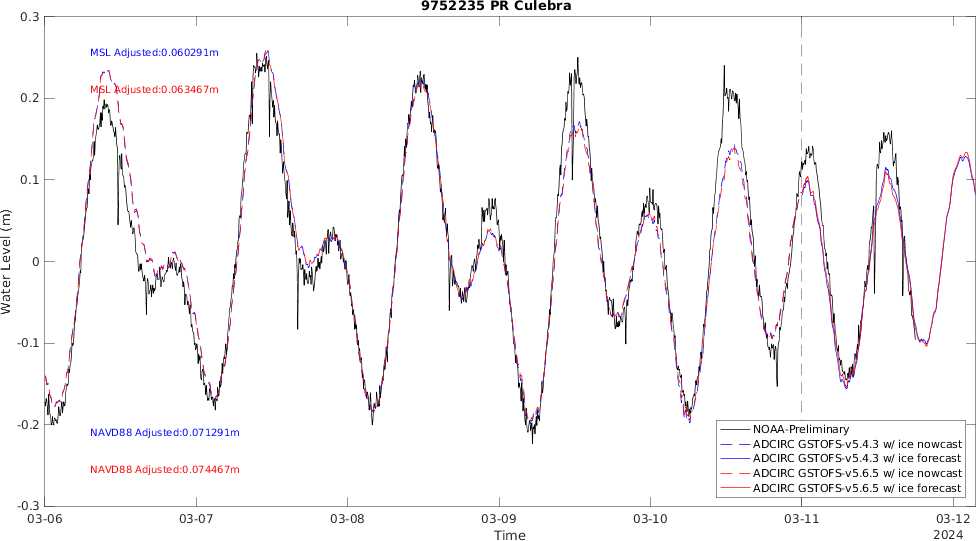 9752235 PR Culebra
0.3
MSL Adjusted:0.060291m
MSL Adjusted:0.063467m
0.2
0.1
Water Level (m)
0
-0.1
-0.2
NAVD88 Adjusted:0.071291m
NAVD88 Adjusted:0.074467m
-0.3
NOAA-Preliminary
ADCIRC GSTOFS-v5.4.3 w/ ice nowcast
ADCIRC GSTOFS-v5.4.3 w/ ice forecast
ADCIRC GSTOFS-v5.6.5 w/ ice nowcast
ADCIRC GSTOFS-v5.6.5 w/ ice forecast
03-06 03-07 03-08 03-09 03-10 03-11 03-12
Time
2024